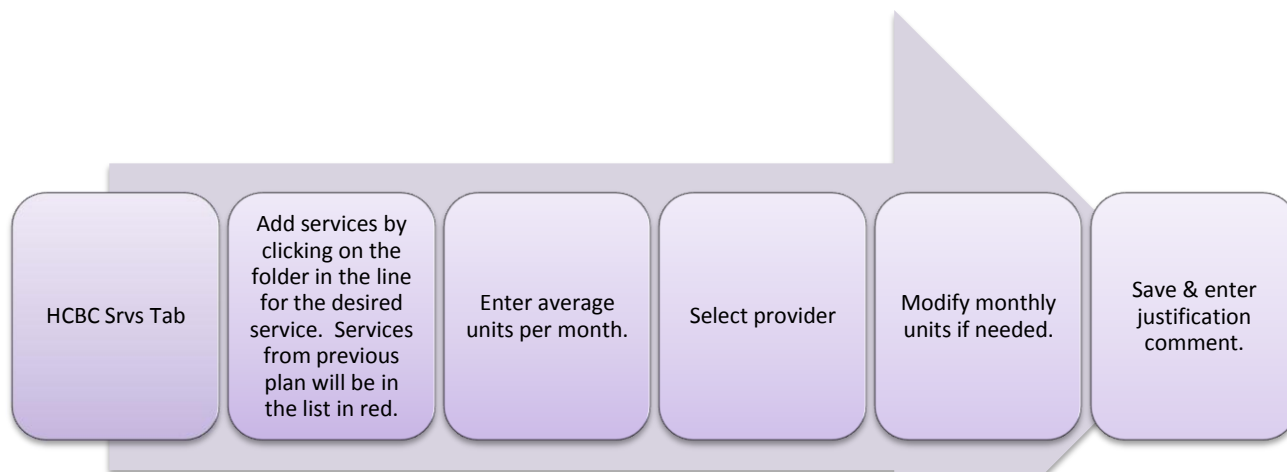 HCBC Srvs Tab
Add services by
clicking on the
folder in the line
for the desired
service.  Services
from previous
plan will be in
the list in red.
Enter average
units per month.
Select provider
Modify monthly
units if needed.
Save & enter
justification
comment.